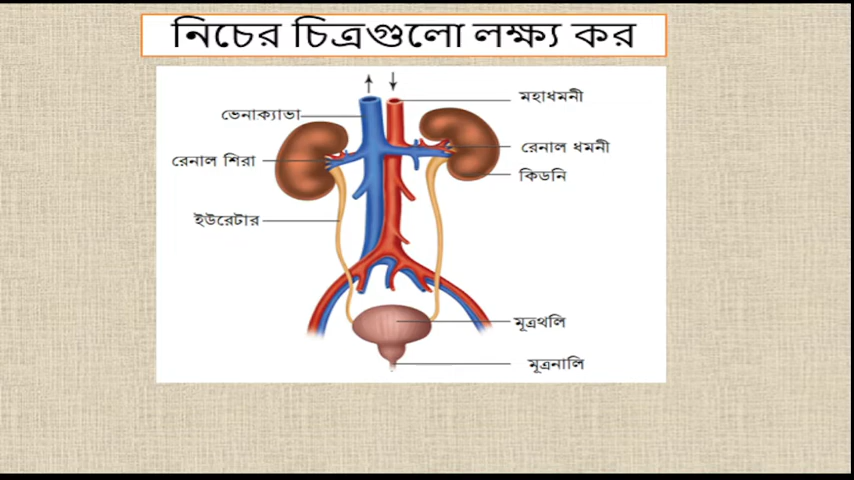 নিচের চিত্রগুলো লক্ষ্য কর
মহাধমনী
ভেনাক্যাভা
রেনাল ধমনী
রেনাল শিরা
কিডনি
ইউরেটার
মূত্রথলি
মূত্রনালি